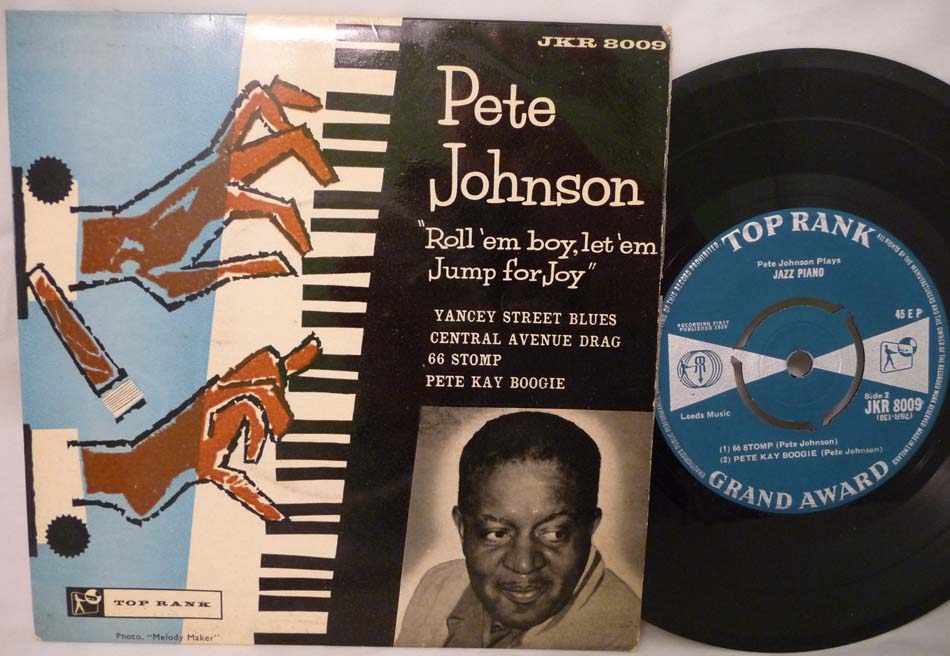 JKR 8009
Pete
Johnson
"Roll 'em boy, let 'em
Jump for Joy"
YANCEY STREET BLUES
CENTRAL AVENUE DRAG
66 STOMP
PETE KAY BOOGIE
TOP RANK
Photo, "Melody Maker"
TOP RANK
Pete Johnson Plays
JAZZ PIANO
45 E P
RECORDING FIRST
PUBLISHED 1959
Leeds Music
Side 2
JKR 8009
(1) 66 STOMP (Pete Johnson)
(2) PETE KAY BOOGIE (Pete Johnson)
GRAND AWARD